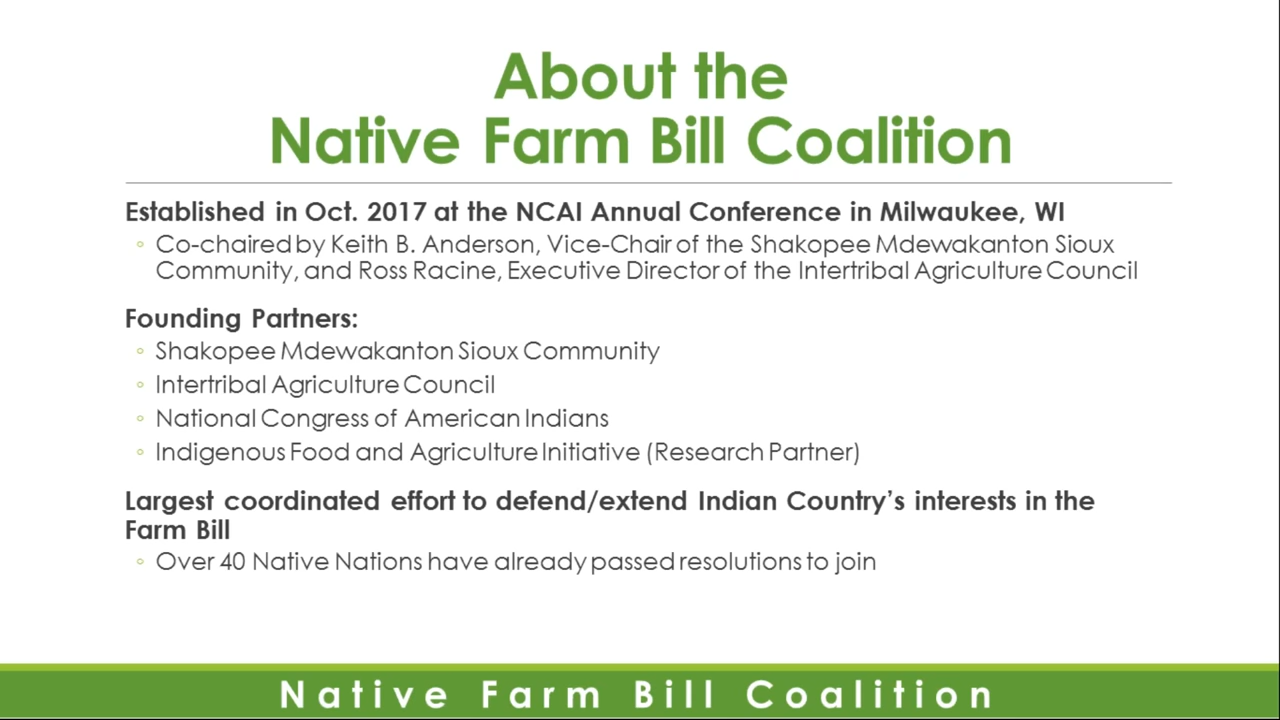 About the
Native Farm Bill Coalition
Established in Oct. 2017 at the NCAI Annual Conference in Milwaukee, WI
◦ Co-chaired by Keith B. Anderson, Vice-Chair of the Shakopee Mdewakanton Sioux
Community, and Ross Racine, Executive Director of the Intertribal Agriculture Council
Founding Partners:
◦ Shakopee Mdewakanton Sioux Community
◦ Intertribal Agriculture Council
◦ National Congress of American Indians
◦ Indigenous Food and Agriculture Initiative (Research Partner)
Largest coordinated effort to defend/extend Indian Country's interests in the
Farm Bill
◦ Over 40 Native Nations have already passed resolutions to join
Native Farm Bill Coalition